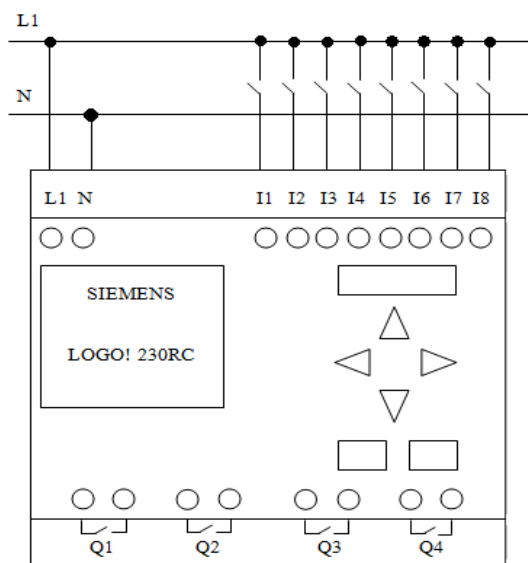 L1
N
L1 N I1 I2 I3 I4 I5 I6 I7 I8
SIEMENS
LOGO! 230RC
Q1 Q2 Q3 Q4